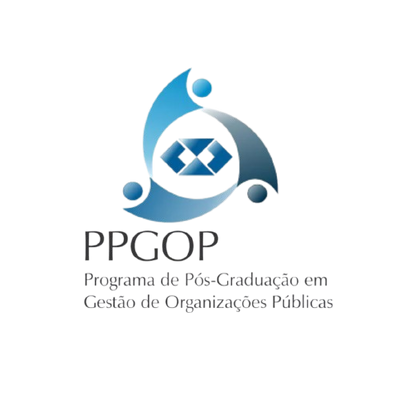 PPGOP
Programa de Pós-Graduação em
Gestão de Organizações Públicas